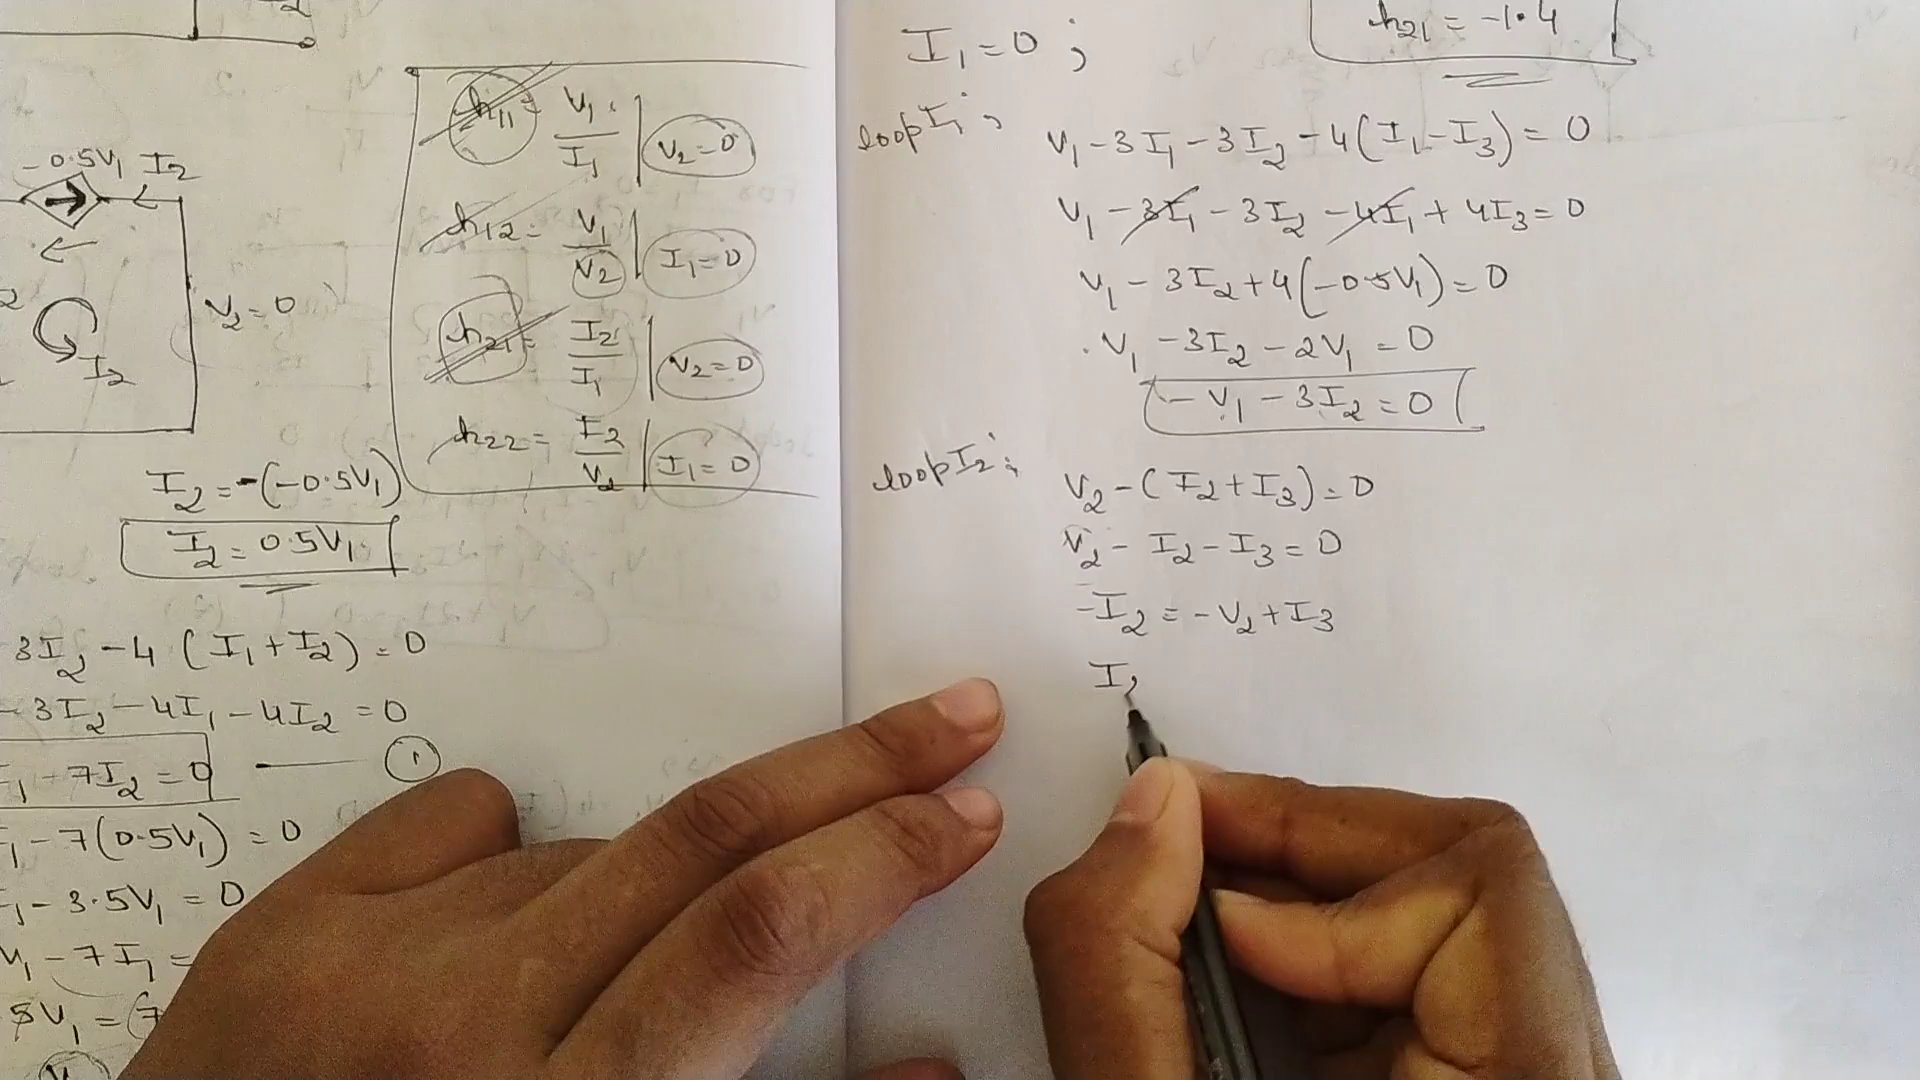 -0.5V₁ I₂
V₂=0
I₂
I₂=-(-0.5V₁)
I₂=0.5V₁
3I₂-4(I₁+I₂)=0
-3I₂-4I₁-4I₂=0
+7I₂=0 ——— 1
-7(0.5V₁)=0
-3.5V₁=0
V₁-7I₁=
5V₁=(7
h₁₁= V₁/I₁ | V₂=0
h₁₂= V₁/V₂ | I₁=0
h₂₁= I₂/I₁ | V₂=0
h₂₂= I₂/V₂ | I₁=0
h₂₁=-1.4
I₁=0;
loop I₁;
V₁-3I₁-3I₂-4(I₁-I₃)=0
V₁-3I₁-3I₂-4I₁+4I₃=0
V₁-3I₂+4(-0.5V₁)=0
V₁-3I₂-2V₁=0
-V₁-3I₂=0
loop I₂:
V₂-(I₂+I₃)=0
V₂-I₂-I₃=0
-I₂=-V₂+I₃
I₂